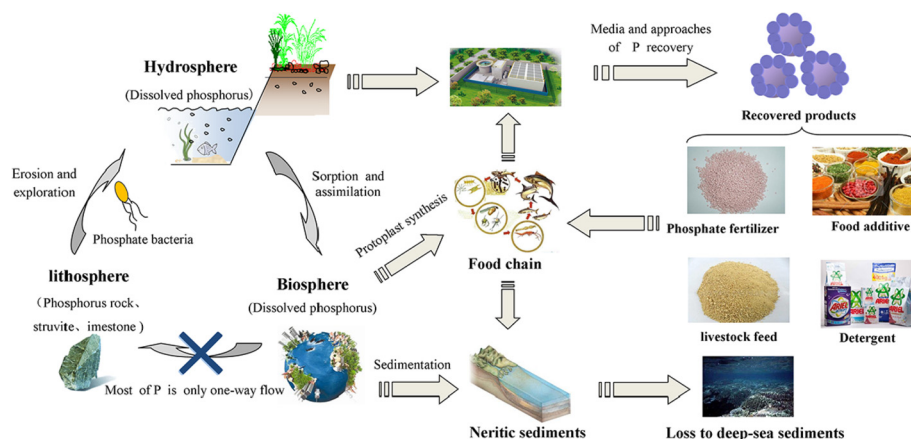 Media and approaches
of P recovery
Hydrosphere
(Dissolved phosphorus)
Recovered products
Erosion and
exploration
Sorption and
assimilation
Phosphate bacteria
Protoplast synthesis
Phosphate fertilizer
Food additive
lithosphere
(Phosphorus rock、
struvite、imestone)
Biosphere
(Dissolved phosphorus)
Food chain
livestock feed
Detergent
ARIEL
Most of P is only one-way flow
Sedimentation
Neritic sediments
Loss to deep-sea sediments